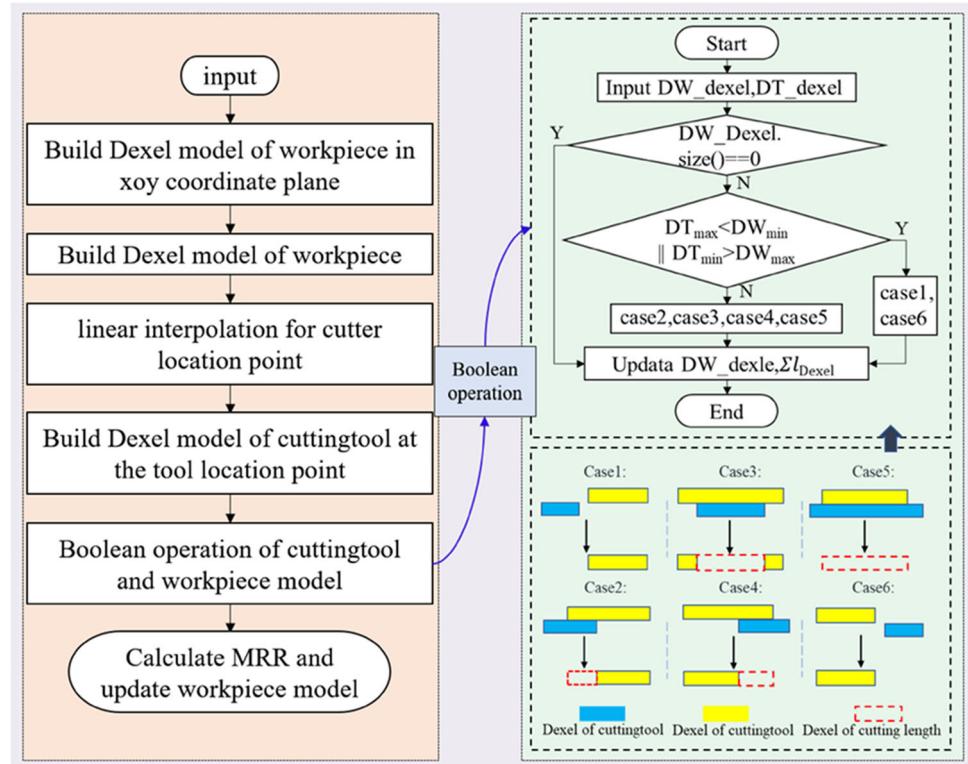 input
Build Dexel model of workpiece in
xoy coordinate plane
Build Dexel model of workpiece
linear interpolation for cutter
location point
Build Dexel model of cuttingtool at
the tool location point
Boolean operation of cuttingtool
and workpiece model
Calculate MRR and
update workpiece model
Boolean
operation
Start
Input DW_dexel,DT_dexel
Y
DW_Dexel.
size()==0
N
DTmax<DWmin
|| DTmin>DWmax
Y
N
case1,
case6
case2,case3,case4,case5
Updata DW_dexle,Σl_Dexel
End
Case1:
Case3:
Case5:
Case2:
Case4:
Case6:
Dexel of cuttingtool
Dexel of cuttingtool
Dexel of cutting length